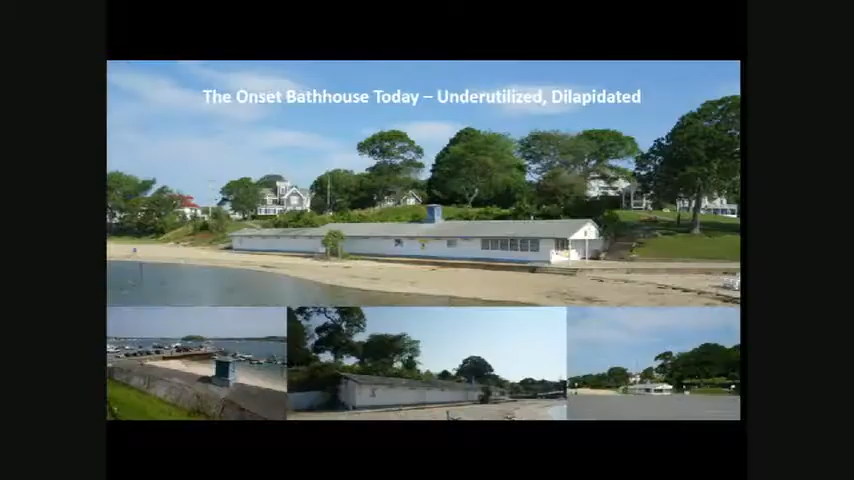 The Onset Bathhouse Today – Underutilized, Dilapidated